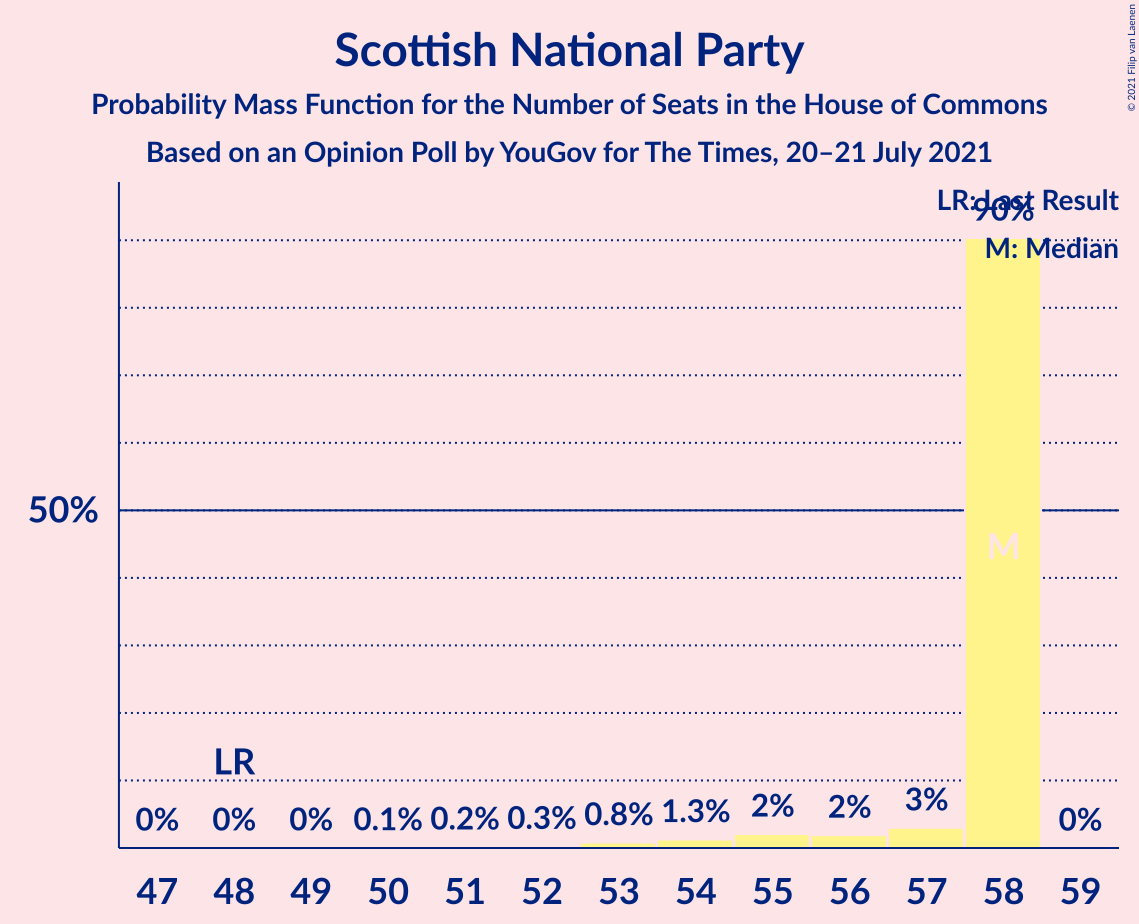 Scottish National Party
Probability Mass Function for the Number of Seats in the House of Commons
Based on an Opinion Poll by YouGov for The Times, 20–21 July 2021
© 2021 Filip van Laenen
LR: Last Result
90%
M: Median
50%
M
LR
0% 0% 0% 0.1% 0.2% 0.3% 0.8% 1.3% 2% 2% 3% 0%
47 48 49 50 51 52 53 54 55 56 57 58 59